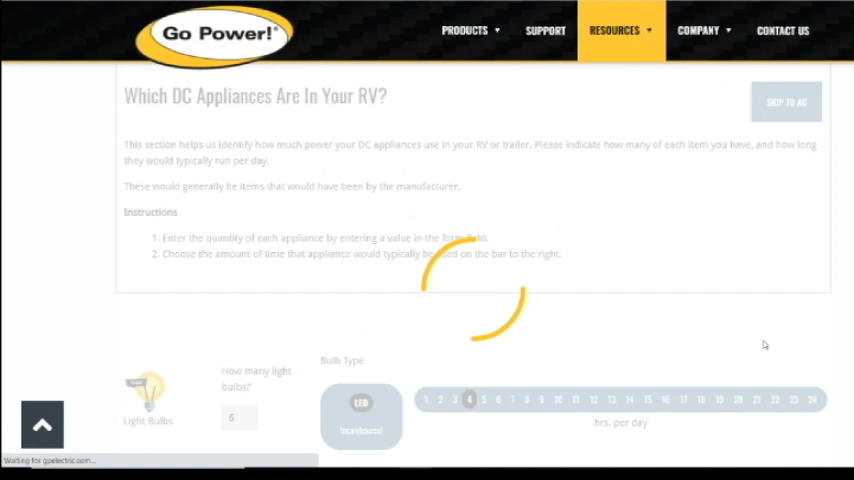 Go Power!®
PRODUCTS SUPPORT RESOURCES COMPANY CONTACT US
Which DC Appliances Are In Your RV?
SKIP TO AC
This section helps us identify how much power your DC appliances use in your RV or trailer. Please indicate how many of each item you have, and how long
they would typically run per day.
These would generally be items that would have been by the manufacturer.
Instructions
1. Enter the quantity of each appliance by entering a value in the form field.
2. Choose the amount of time that appliance would typically be used on the bar to the right.
How many light
bulbs?
Bulb Type
6
LED
Incandescent
1 2 3 4 5 6 7 8 9 10 11 12 13 14 15 16 17 18 19 20 21 22 23 24
hrs. per day
Light Bulbs
Waiting for gpelectric.com...